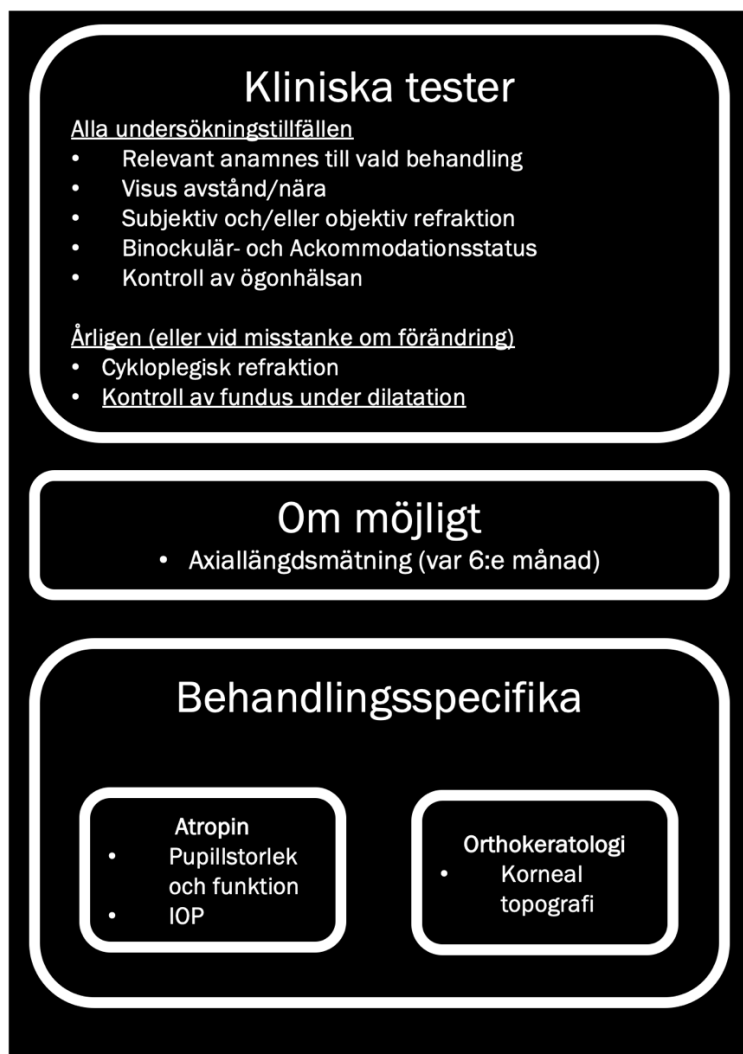 Kliniska tester
Alla undersökningstillfällen
• Relevant anamnes till vald behandling
• Visus avstånd/nära
• Subjektiv och/eller objektiv refraktion
• Binockulär- och Ackommodationsstatus
• Kontroll av ögonhälsan
Årligen (eller vid misstanke om förändring)
• Cykloplegisk refraktion
• Kontroll av fundus under dilatation
Om möjligt
• Axiallängdsmätning (var 6:e månad)
Behandlingsspecifika
Atropin
• Pupillstorlek
och funktion
• IOP
Orthokeratologi
• Korneal
topografi